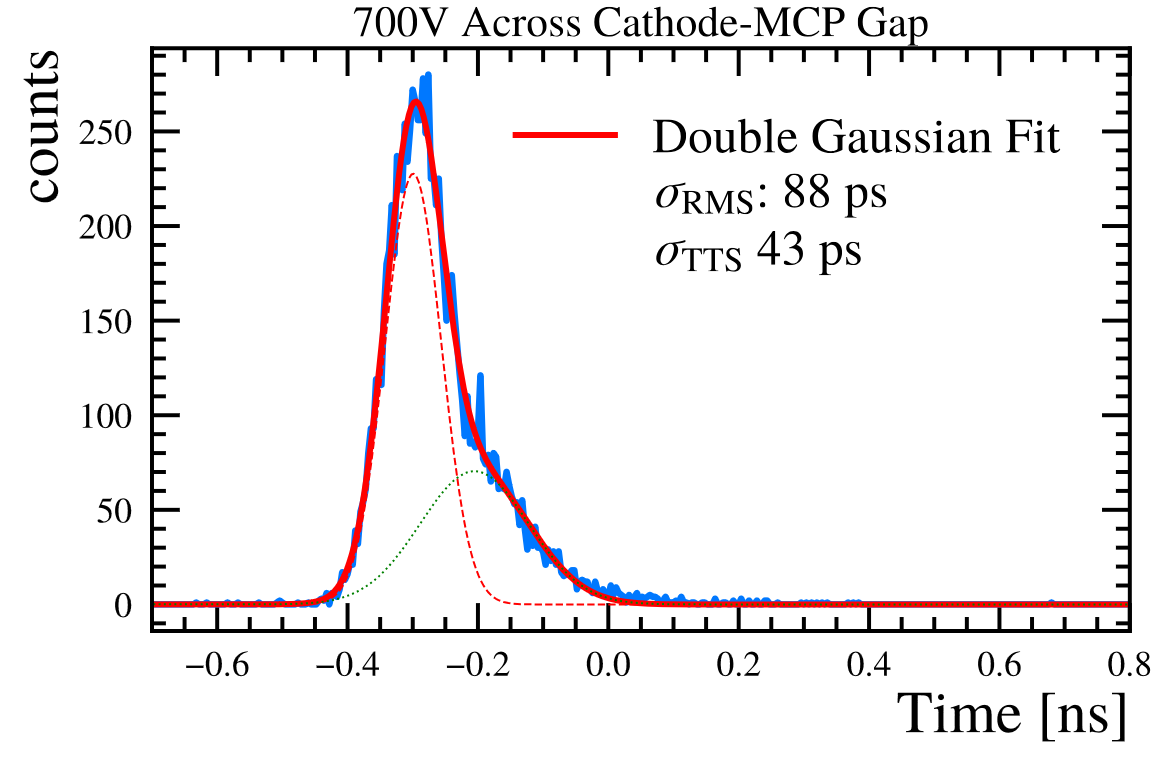 700V Across Cathode-MCP Gap
counts
250
200
150
100
50
0
Double Gaussian Fit
σRMS: 88 ps
σTTS 43 ps
−0.6 −0.4 −0.2 0.0 0.2 0.4 0.6 0.8
Time [ns]